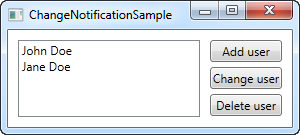 ChangeNotificationSample
John Doe
Jane Doe
Add user
Change user
Delete user